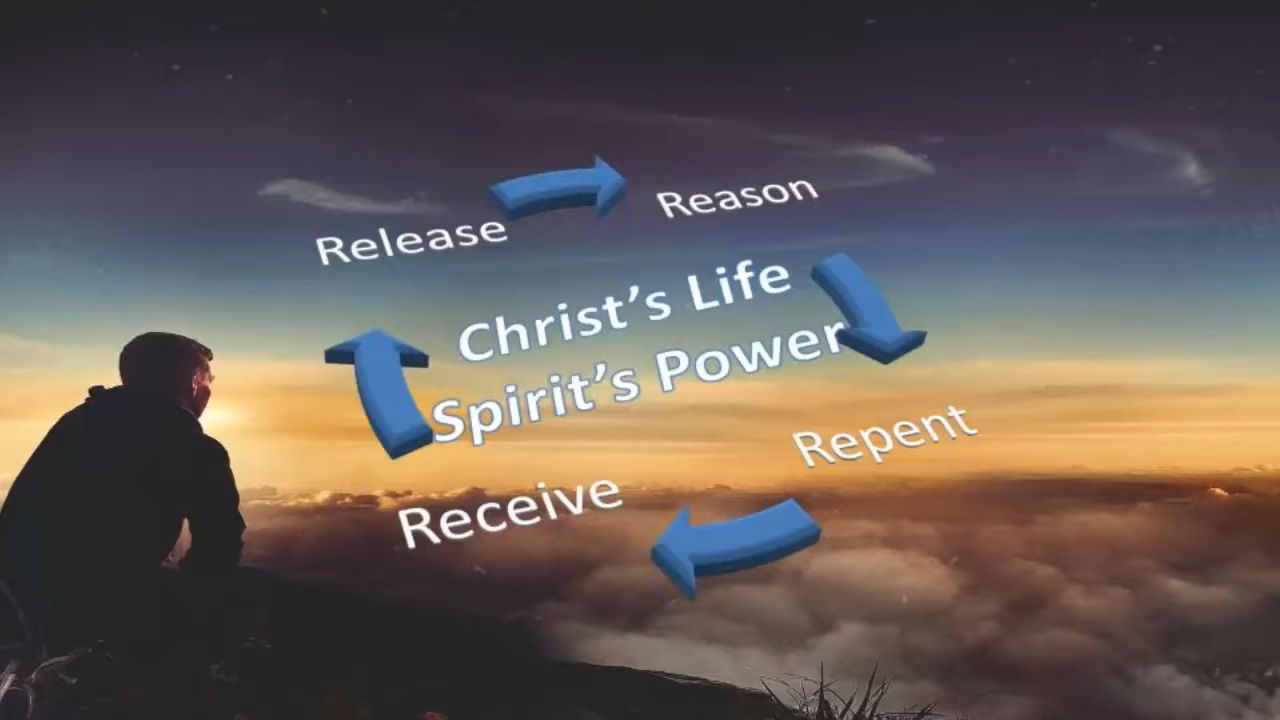 Release
Reason
Christ’s Life
Spirit’s Power
Repent
Receive